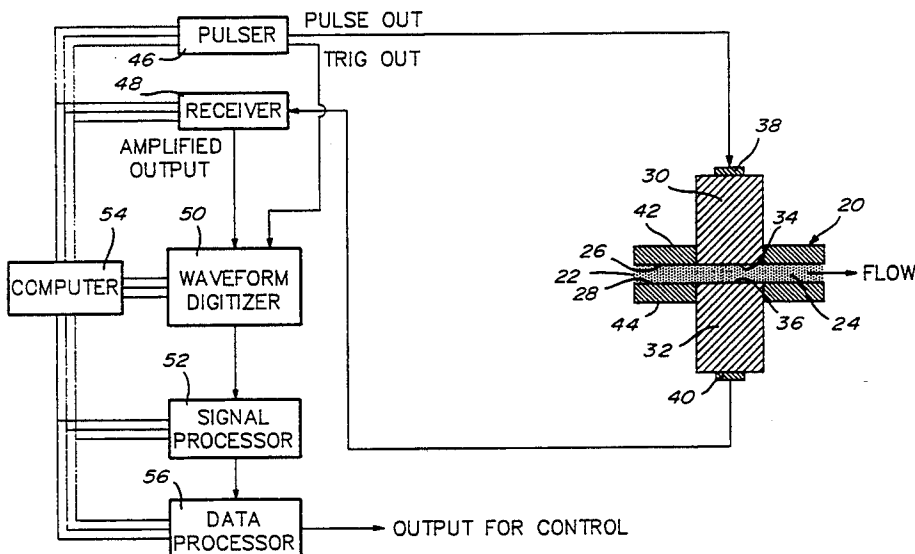 PULSER
46
PULSE OUT
TRIG OUT
48
RECEIVER
AMPLIFIED
OUTPUT
54
COMPUTER
50
WAVEFORM
DIGITIZER
52
SIGNAL
PROCESSOR
56
DATA
PROCESSOR
OUTPUT FOR CONTROL
38
30
42
34
20
26
22
28
FLOW
44
32
36
24
40